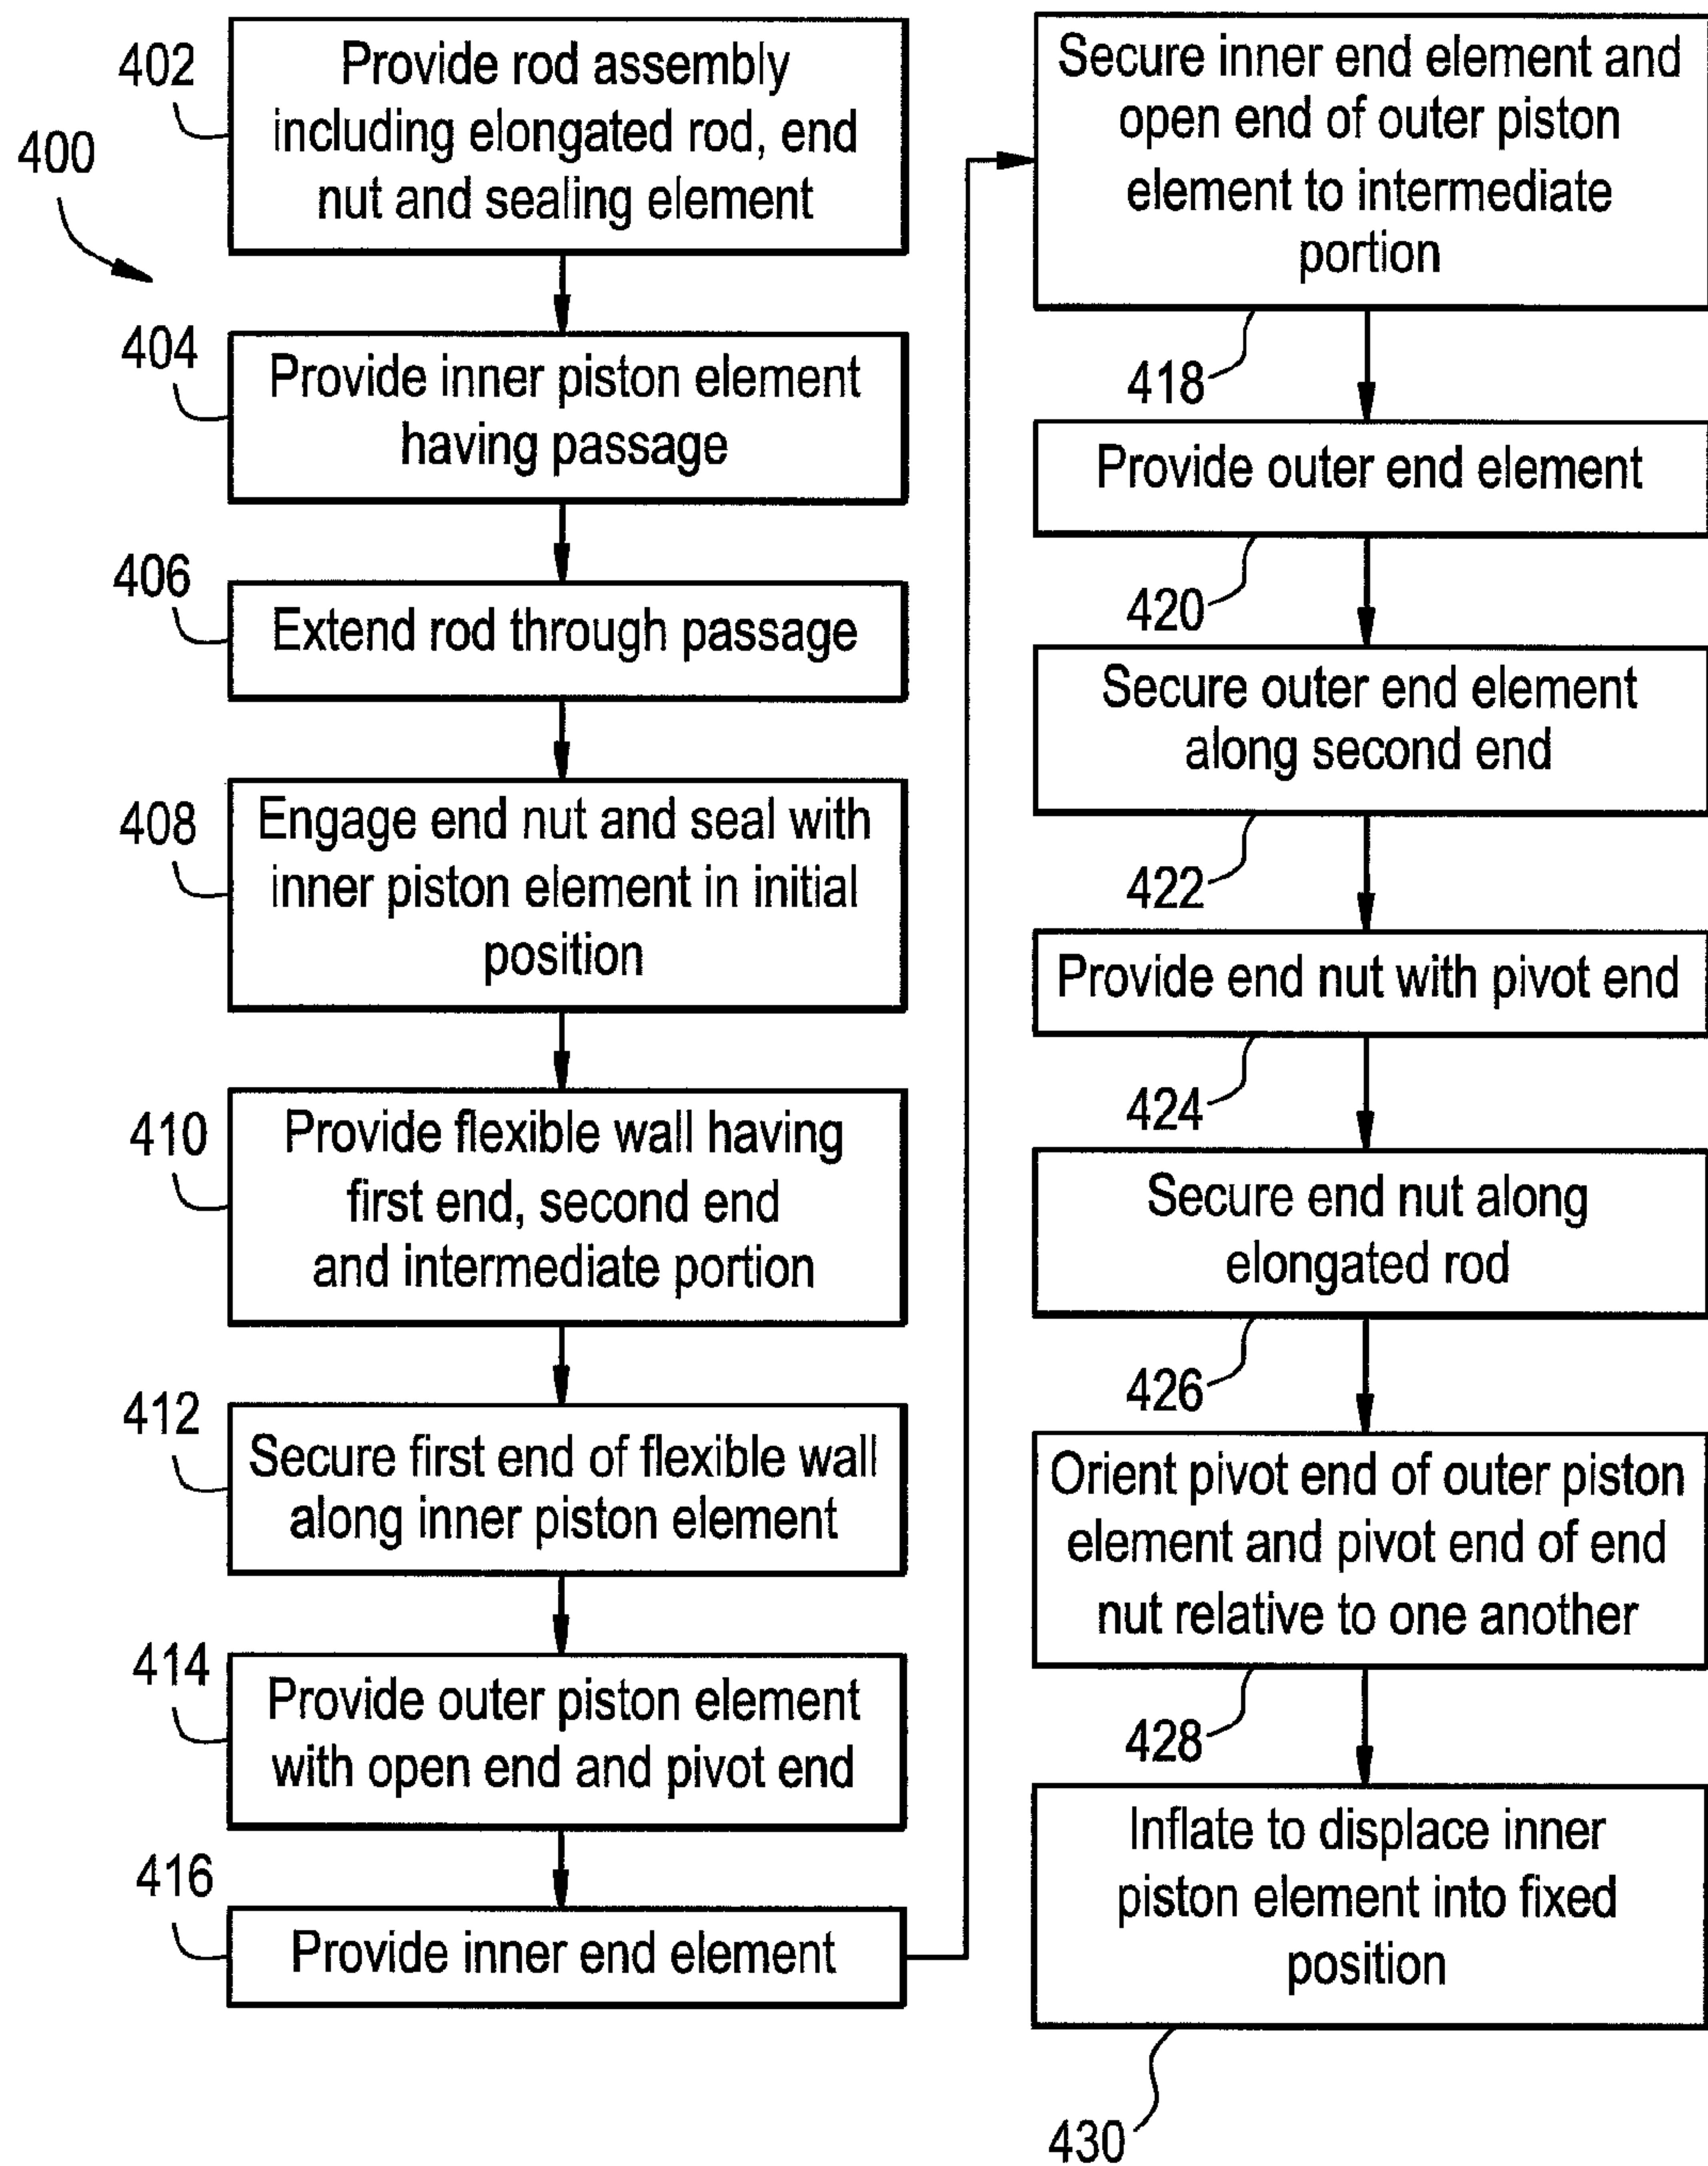 400
402
Provide rod assembly
including elongated rod, end
nut and sealing element
404
Provide inner piston element
having passage
406
Extend rod through passage
408
Engage end nut and seal with
inner piston element in initial
position
410
Provide flexible wall having
first end, second end
and intermediate portion
412
Secure first end of flexible wall
along inner piston element
414
Provide outer piston element
with open end and pivot end
416
Provide inner end element
Secure inner end element and
open end of outer piston
element to intermediate
portion
418
Provide outer end element
420
Secure outer end element
along second end
422
Provide end nut with pivot end
424
Secure end nut along
elongated rod
426
Orient pivot end of outer piston
element and pivot end of end
nut relative to one another
428
Inflate to displace inner
piston element into fixed
position
430